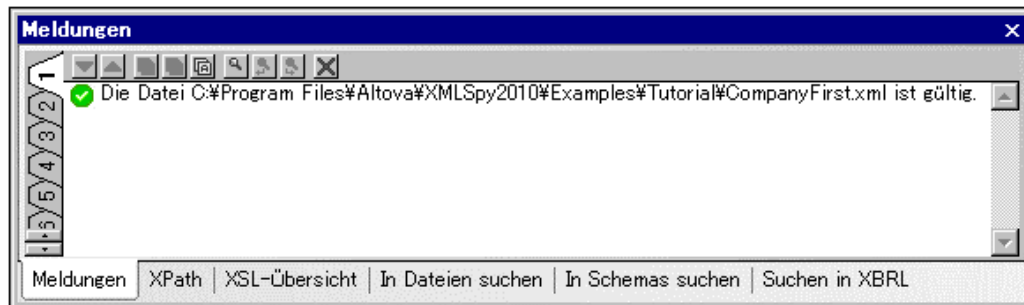 Meldungen
1
2
3
4
5
6
Die Datei C:¥Program Files¥Altova¥XMLSpy2010¥Examples¥Tutorial¥CompanyFirst.xml ist gültig.
Meldungen XPath XSL-Übersicht In Dateien suchen In Schemas suchen Suchen in XBRL